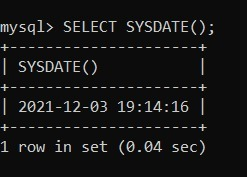 mysql> SELECT SYSDATE();
+---------------------+
| SYSDATE()           |
+---------------------+
| 2021-12-03 19:14:16 |
+---------------------+
1 row in set (0.04 sec)